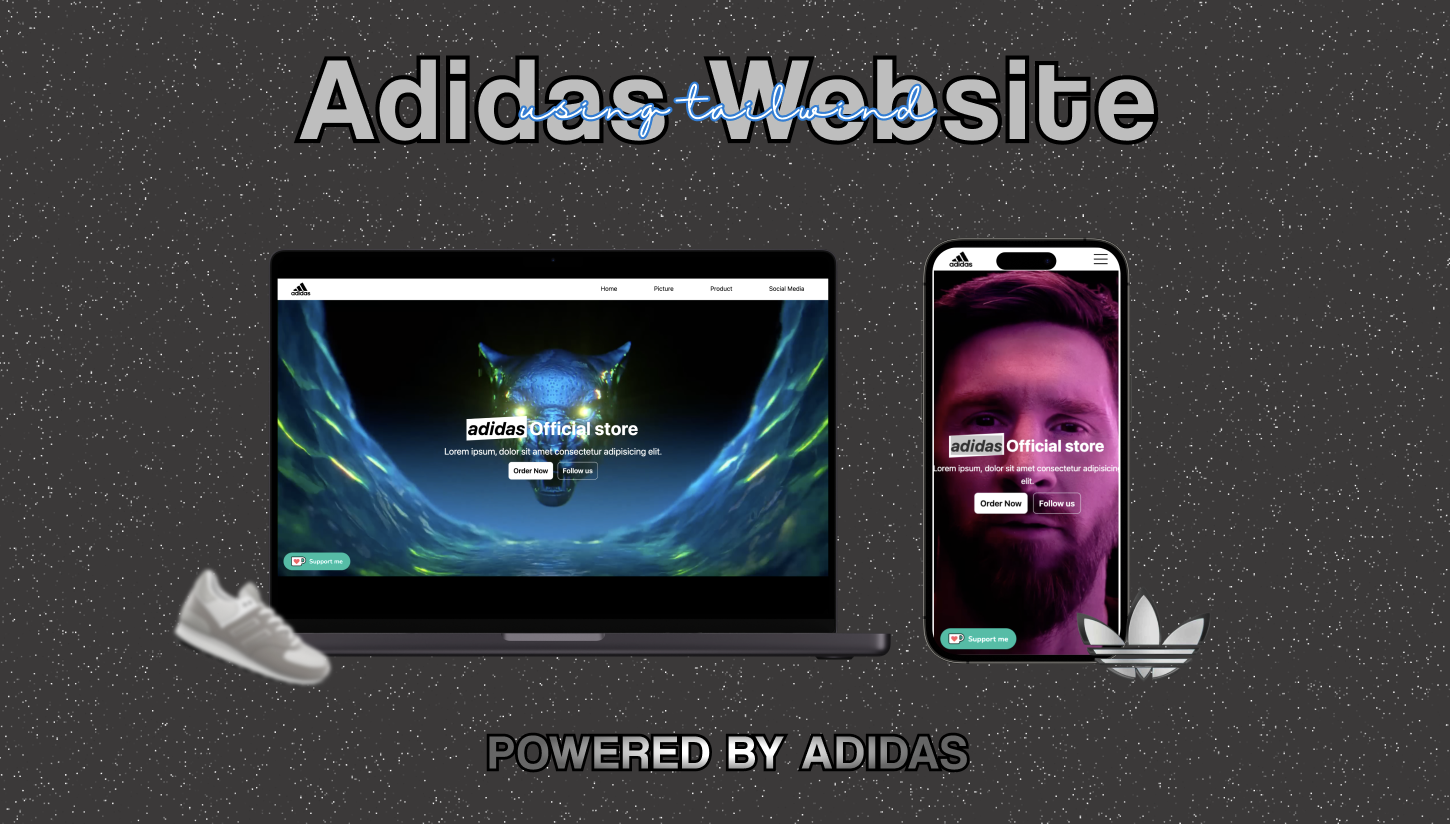 Adidas Website
using tailwind
adidas
Home Picture Product Social Media
adidas Official store
Lorem ipsum, dolor sit amet consectetur adipisicing elit.
Order Now Follow us
Support me
adidas
adidas Official store
Lorem ipsum, dolor sit amet consectetur adipisicing
elit.
Order Now Follow us
Support me
POWERED BY ADIDAS